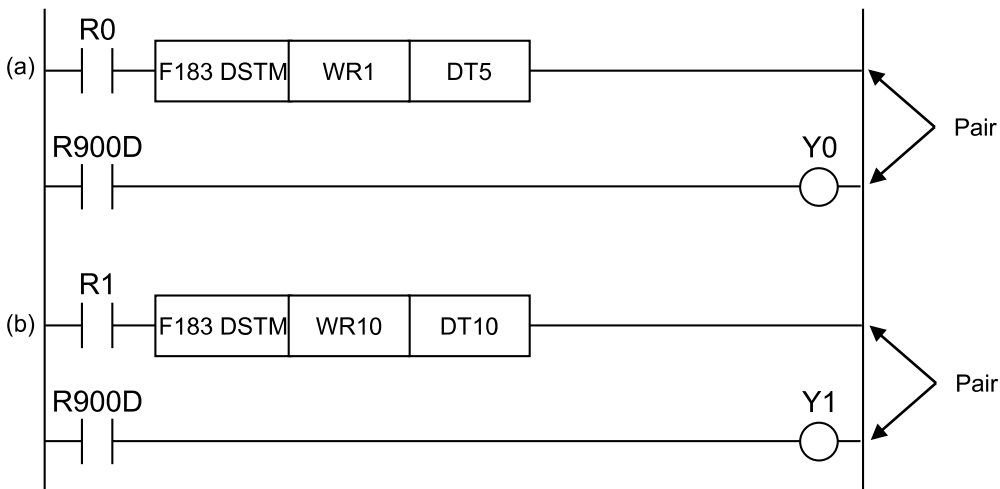 R0
(a) F183 DSTM WR1 DT5
Pair
R900D Y0
R1
(b) F183 DSTM WR10 DT10
Pair
R900D Y1